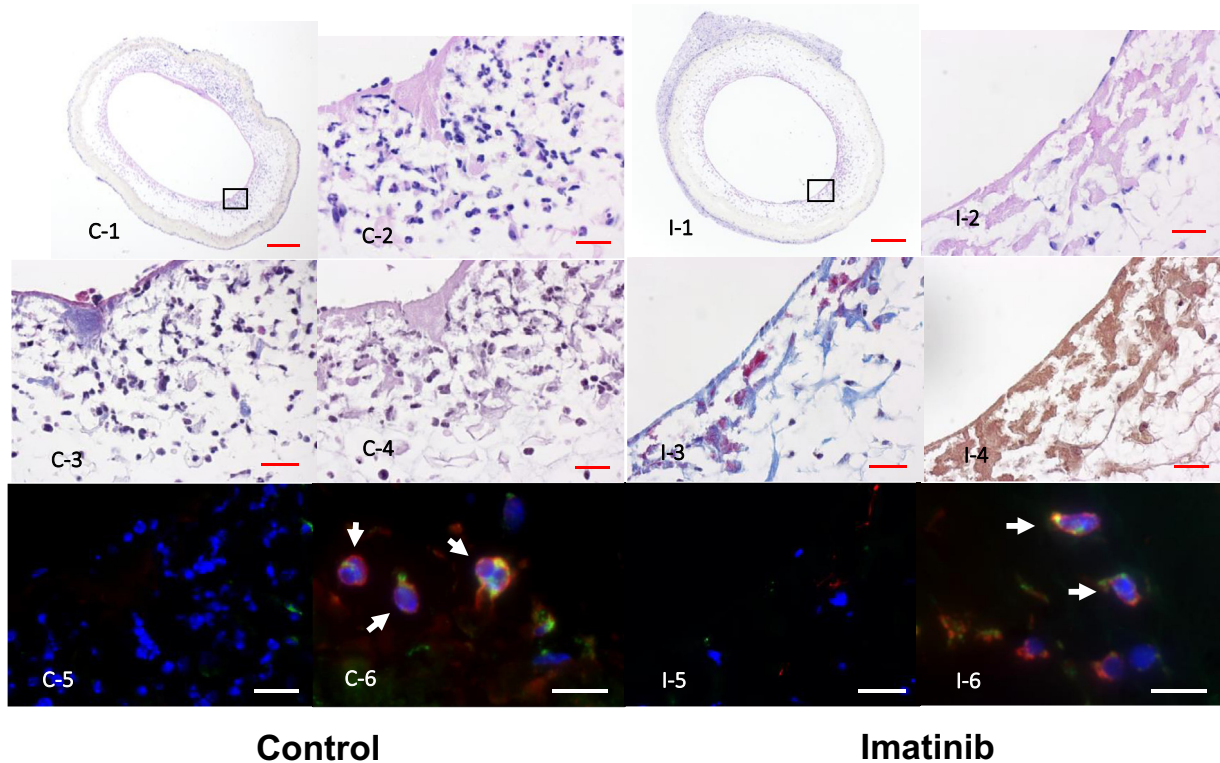 C-1
C-2
I-1
I-2
C-3
C-4
I-3
I-4
C-5
C-6
I-5
I-6
Control
Imatinib